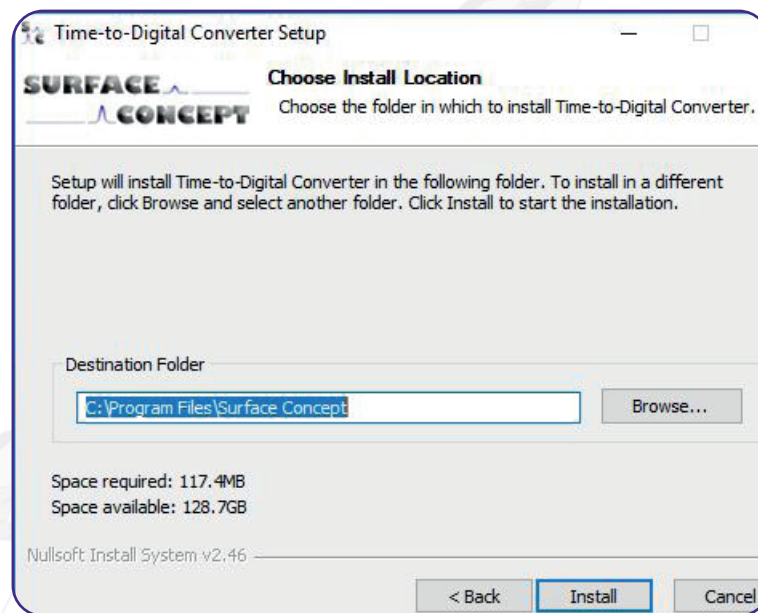 Time-to-Digital Converter Setup
SURFACE
CONCEPT
Choose Install Location
Choose the folder in which to install Time-to-Digital Converter.
Setup will install Time-to-Digital Converter in the following folder. To install in a different
folder, click Browse and select another folder. Click Install to start the installation.
Destination Folder
C:\Program Files\Surface Concept
Browse...
Space required: 117.4MB
Space available: 128.7GB
Nullsoft Install System v2.46
< Back
Install
Cancel